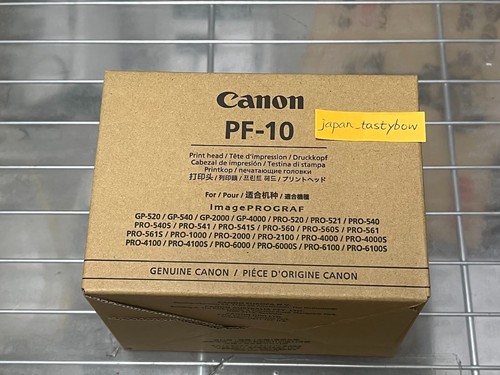 Canon
PF-10
japan_tastybow
Print head / Tête d'impression / Druckkopf
Cabezal de impresión / Testina di stampa
Printkop / печатающие головки
打印头 / 列印頭 / 프린트 헤드 / プリントヘッド
For / Pour / 适合机种 / 適合機種
imagePROGRAF
GP-520 / GP-540 / GP-2000 / GP-4000 / PRO-520 / PRO-521 / PRO-540
PRO-540S / PRO-541 / PRO-541S / PRO-560 / PRO-560S / PRO-561
PRO-561S / PRO-1000 / PRO-2000 / PRO-2100 / PRO-4000 / PRO-4000S
PRO-4100 / PRO-4100S / PRO-6000 / PRO-6000S / PRO-6100 / PRO-6100S
GENUINE CANON / PIÈCE D'ORIGINE CANON